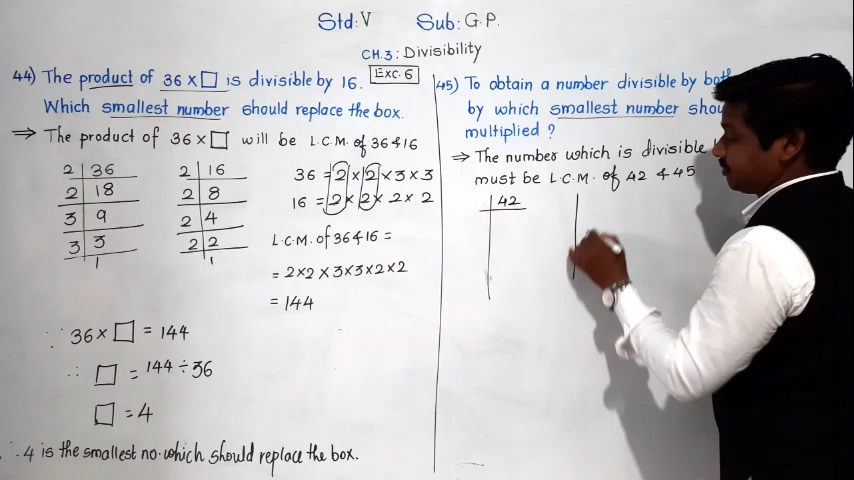 Std: V Sub: G.P.
CH.3: Divisibility
Exc. 6
44) The product of 36 × □ is divisible by 16.
Which smallest number should replace the box.
⇒ The product of 36 × □ will be L.C.M. of 36 & 16
2 | 36
2 | 18
3 | 9
3 | 3
1
2 | 16
2 | 8
2 | 4
2 | 2
1
36 = 2 × 2 × 3 × 3
16 = 2 × 2 × 2 × 2
L.C.M. of 36 & 16 =
= 2 × 2 × 3 × 3 × 2 × 2
= 144
∵ 36 × □ = 144
∴ □ = 144 ÷ 36
□ = 4
∴ 4 is the smallest no. which should replace the box.
45) To obtain a number divisible by
by which smallest number
multiplied ?
⇒ The number which is divisible
must be L.C.M. of 42 & 45
42